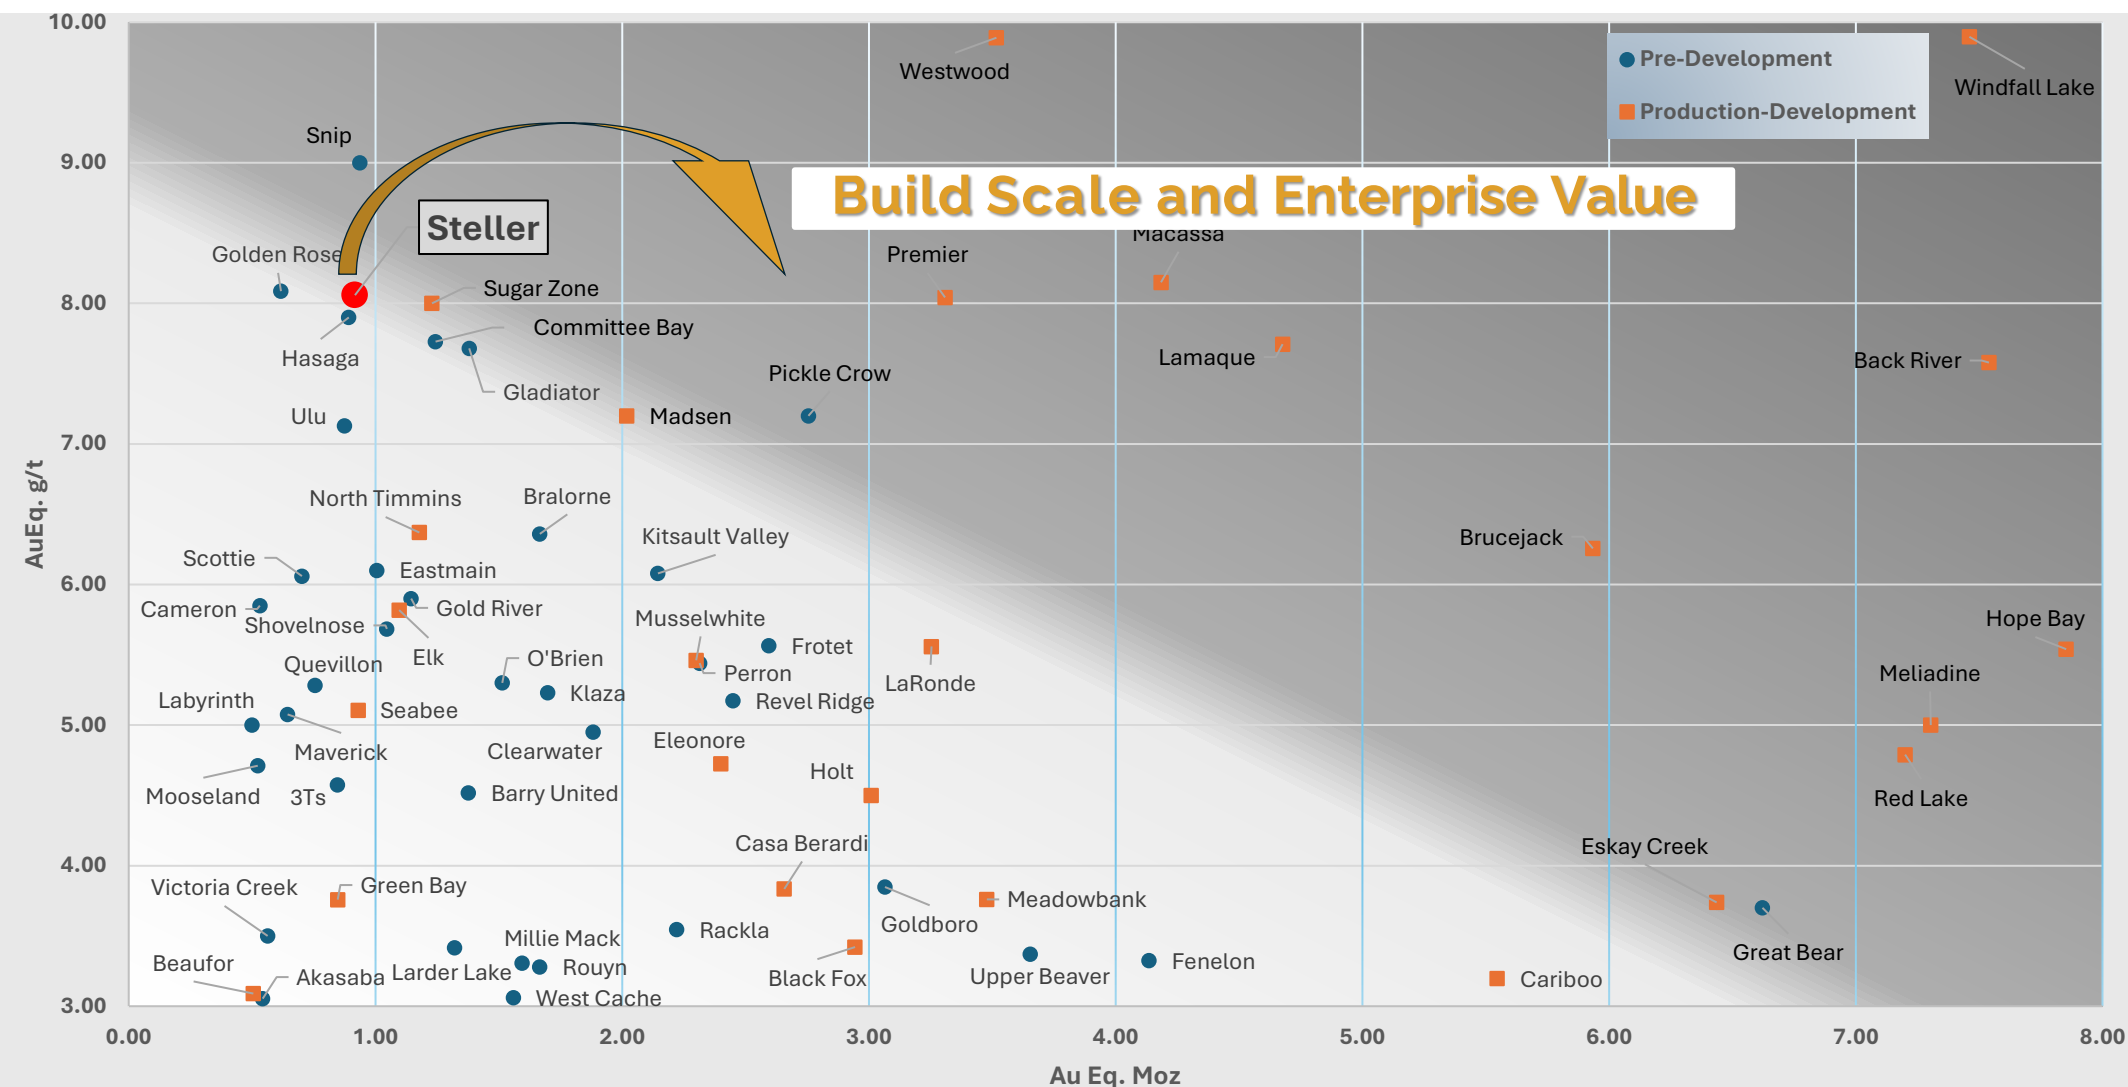 10.00
9.00
8.00
7.00
6.00
5.00
4.00
3.00
AuEq. g/t
0.00
1.00
2.00
3.00
4.00
5.00
6.00
7.00
8.00
Au Eq. Moz
Pre-Development
Production-Development
Build Scale and Enterprise Value
Westwood
Windfall Lake
Snip
Steller
Golden Rose
Macassa
Premier
Sugar Zone
Committee Bay
Hasaga
Lamaque
Back River
Pickle Crow
Gladiator
Ulu
Madsen
North Timmins
Bralorne
Kitsault Valley
Brucejack
Scottie
Eastmain
Cameron
Gold River
Shovelnose
Musselwhite
Hope Bay
Frotet
Elk
O'Brien
Quevillon
Perron
LaRonde
Meliadine
Klaza
Labyrinth
Revel Ridge
Seabee
Eleonore
Maverick
Clearwater
Holt
Mooseland
3Ts
Barry United
Red Lake
Casa Berardi
Eskay Creek
Victoria Creek
Green Bay
Meadowbank
Goldboro
Rackla
Millie Mack
Great Bear
Beaufor
Akasaba
Larder Lake
Rouyn
Black Fox
Upper Beaver
Fenelon
Cariboo
West Cache